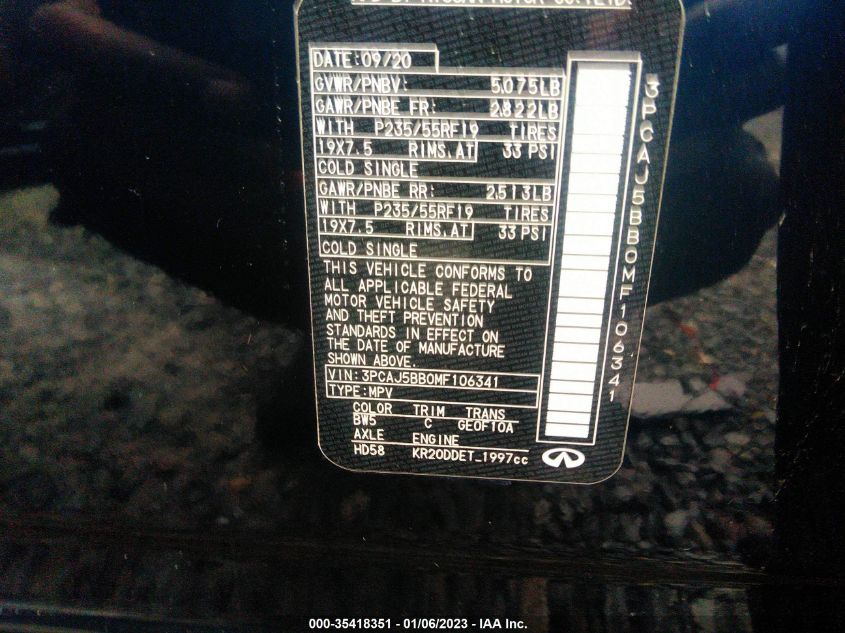 DATE:09/20
GVWR/PNBV: 5,075LB
GAWR/PNBE FR: 2,822LB
WITH P235/55RF19 TIRES
19X7.5 RIMS,AT 33 PSI
COLD SINGLE
GAWR/PNBE RR: 2,513LB
WITH P235/55RF19 TIRES
19X7.5 RIMS,AT 33 PSI
COLD SINGLE
THIS VEHICLE CONFORMS TO
ALL APPLICABLE FEDERAL
MOTOR VEHICLE SAFETY
AND THEFT PREVENTION
STANDARDS IN EFFECT ON
THE DATE OF MANUFACTURE
SHOWN ABOVE.
VIN:3PCAJ5BB0MF106341
TYPE:MPV
COLOR TRIM TRANS
BW5 C GE0F10A
AXLE ENGINE
HD58 KR20DDET_1997cc
3PCAJ5BB0MF106341
000-35418351 - 01/06/2023 - IAA Inc.